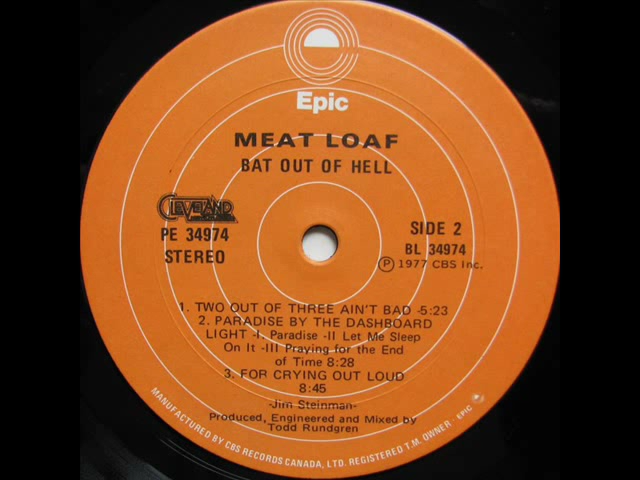 Epic
MEAT LOAF
BAT OUT OF HELL
CLEVELAND
PE 34974
STEREO
SIDE 2
BL 34974
Ⓟ 1977 CBS Inc.
1. TWO OUT OF THREE AIN'T BAD -5:23
2. PARADISE BY THE DASHBOARD
LIGHT -I. Paradise -II Let Me Sleep
On It -III Praying for the End
of Time 8:28
3. FOR CRYING OUT LOUD
8:45
-Jim Steinman-
Produced, Engineered and Mixed by
Todd Rundgren
MANUFACTURED BY CBS RECORDS CANADA, LTD. REGISTERED T.M. OWNER EPIC